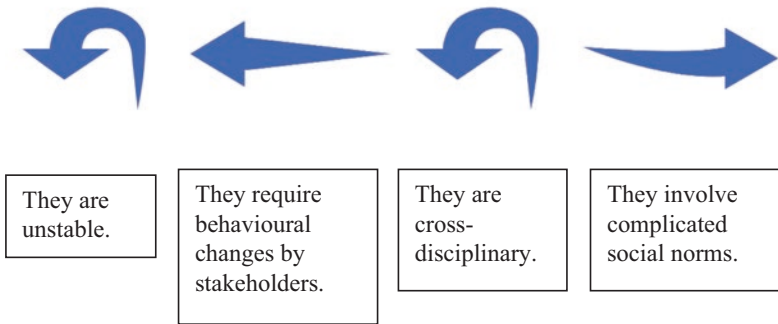 They are
unstable.
They require
behavioural
changes by
stakeholders.
They are
cross-
disciplinary.
They involve
complicated
social norms.